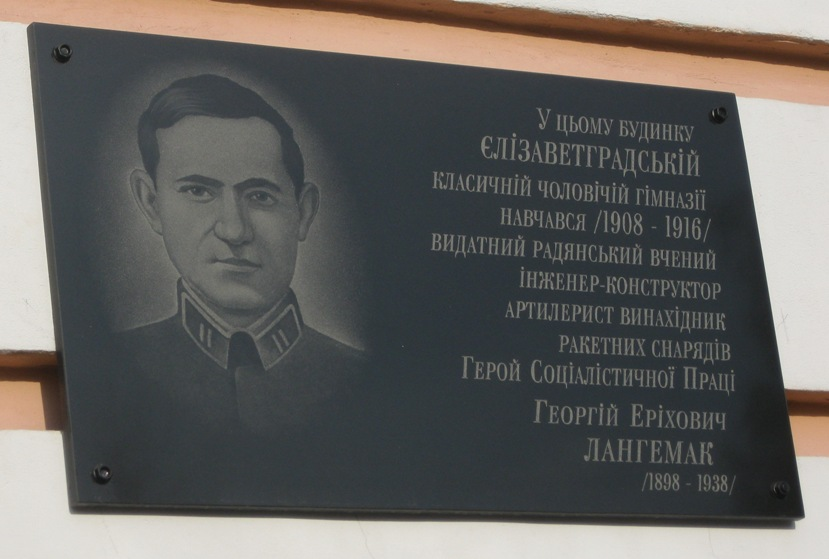 У цьому будинку
Єлізаветградській
класичній чоловічій гімназії
навчався /1908 - 1916/
видатний радянський вчений
інженер-конструктор
артилерист винахідник
ракетних снарядів
Герой Соціалістичної Праці
Георгій Еріхович
ЛАНГЕМАК
/1898 - 1938/